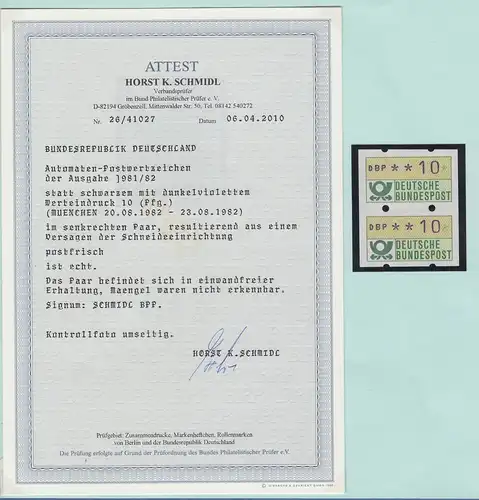 ATTEST
HORST K. SCHMIDL
Verbandsprüfer
im Bund Philatelistischer Prüfer e. V.
D-82194 Gröbenzell, Mittenwalder Str. 50, Tel. 08142 540272
Nr. 26/41027 Datum 06.04.2010
BUNDESREPUBLIK DEUTSCHLAND
Automaten-Postwertzeichen
der Ausgabe 1981/82
statt schwarzem mit dunkelviolettem
Werteindruck 10 (Pfg.)
(MUENCHEN 20.08.1982 - 23.08.1982)
im senkrechten Paar, resultierend aus einem
Versagen der Schneideeinrichtung
postfrisch
ist echt.
Das Paar befindet sich in einwandfreier
Erhaltung, Maengel waren nicht erkennbar.
Signum: SCHMIDL BPP.
Kontrollfoto umseitig.
HORST K.SCHMIDL
Prüfgebiet: Zusammendrucke, Markenheftchen, Rollenmarken
von Berlin und der Bundesrepublik Deutschland
Die Prüfung erfolgte auf Grund der Prüfordnung des Bundes Philatelistischer Prüfer e.V.
DBP **10
DEUTSCHE
BUNDESPOST
DBP **10
DEUTSCHE
BUNDESPOST